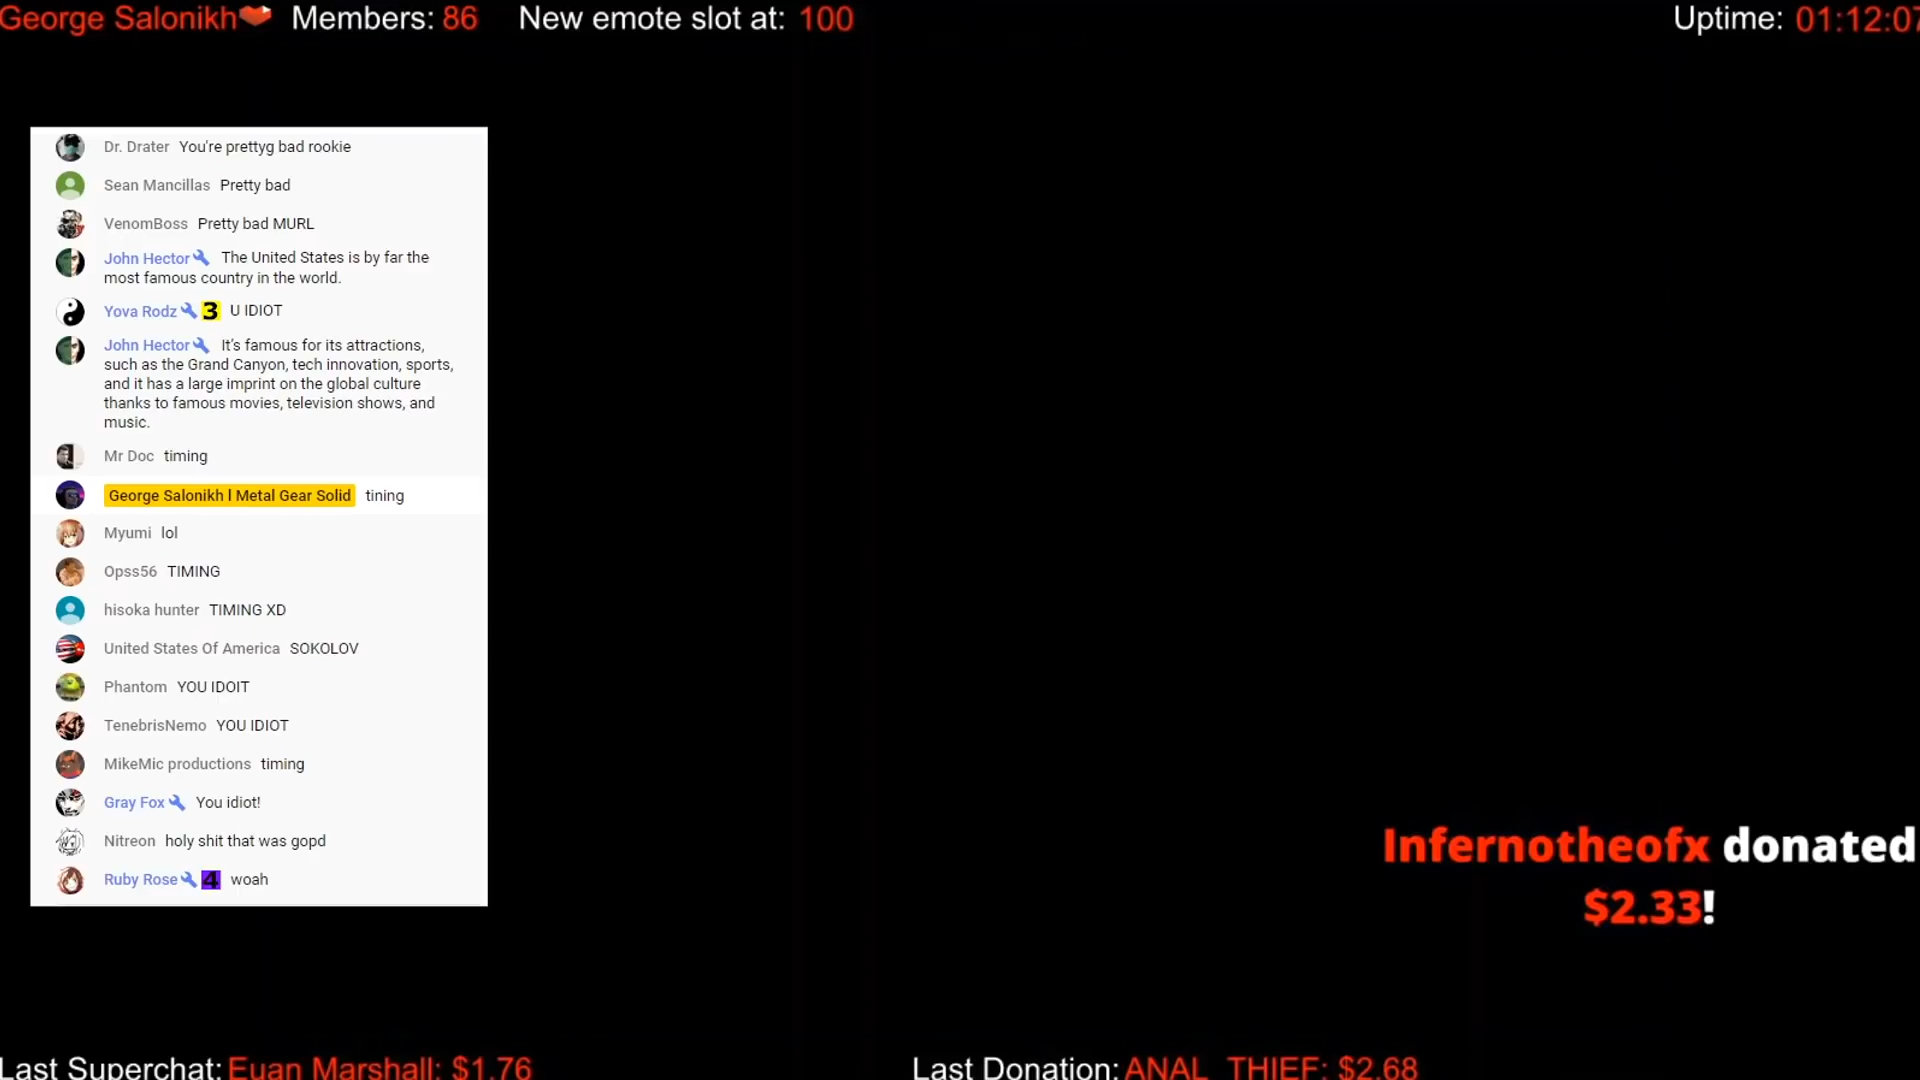 George Salonikh Members: 86 New emote slot at: 100 Uptime: 01:12:07
Dr. Drater You're prettyg bad rookie
Sean Mancillas Pretty bad
VenomBoss Pretty bad MURL
John Hector The United States is by far the
most famous country in the world.
Yova Rodz 3 U IDIOT
John Hector It's famous for its attractions,
such as the Grand Canyon, tech innovation, sports,
and it has a large imprint on the global culture
thanks to famous movies, television shows, and
music.
Mr Doc timing
George Salonikh l Metal Gear Solid tining
Myumi lol
Opss56 TIMING
hisoka hunter TIMING XD
United States Of America SOKOLOV
Phantom YOU IDOIT
TenebrisNemo YOU IDIOT
MikeMic productions timing
Gray Fox You idiot!
Nitreon holy shit that was gopd
Ruby Rose 4 woah
Infernotheofx donated
$2.33!
Last Superchat: Euan Marshall: $1.76
Last Donation: ANAL_THIEF: $2.68